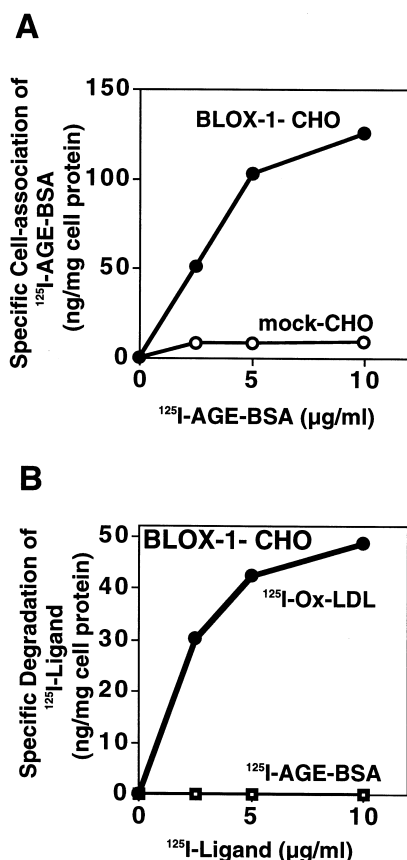 A
Specific Cell-association of
¹²⁵I-AGE-BSA
(ng/mg cell protein)
150
100
50
0
BLOX-1- CHO
mock-CHO
0 5 10
¹²⁵I-AGE-BSA (µg/ml)
B
Specific Degradation of
¹²⁵I-Ligand
(ng/mg cell protein)
50
40
30
20
10
0
BLOX-1- CHO
¹²⁵I-Ox-LDL
¹²⁵I-AGE-BSA
0 5 10
¹²⁵I-Ligand (µg/ml)